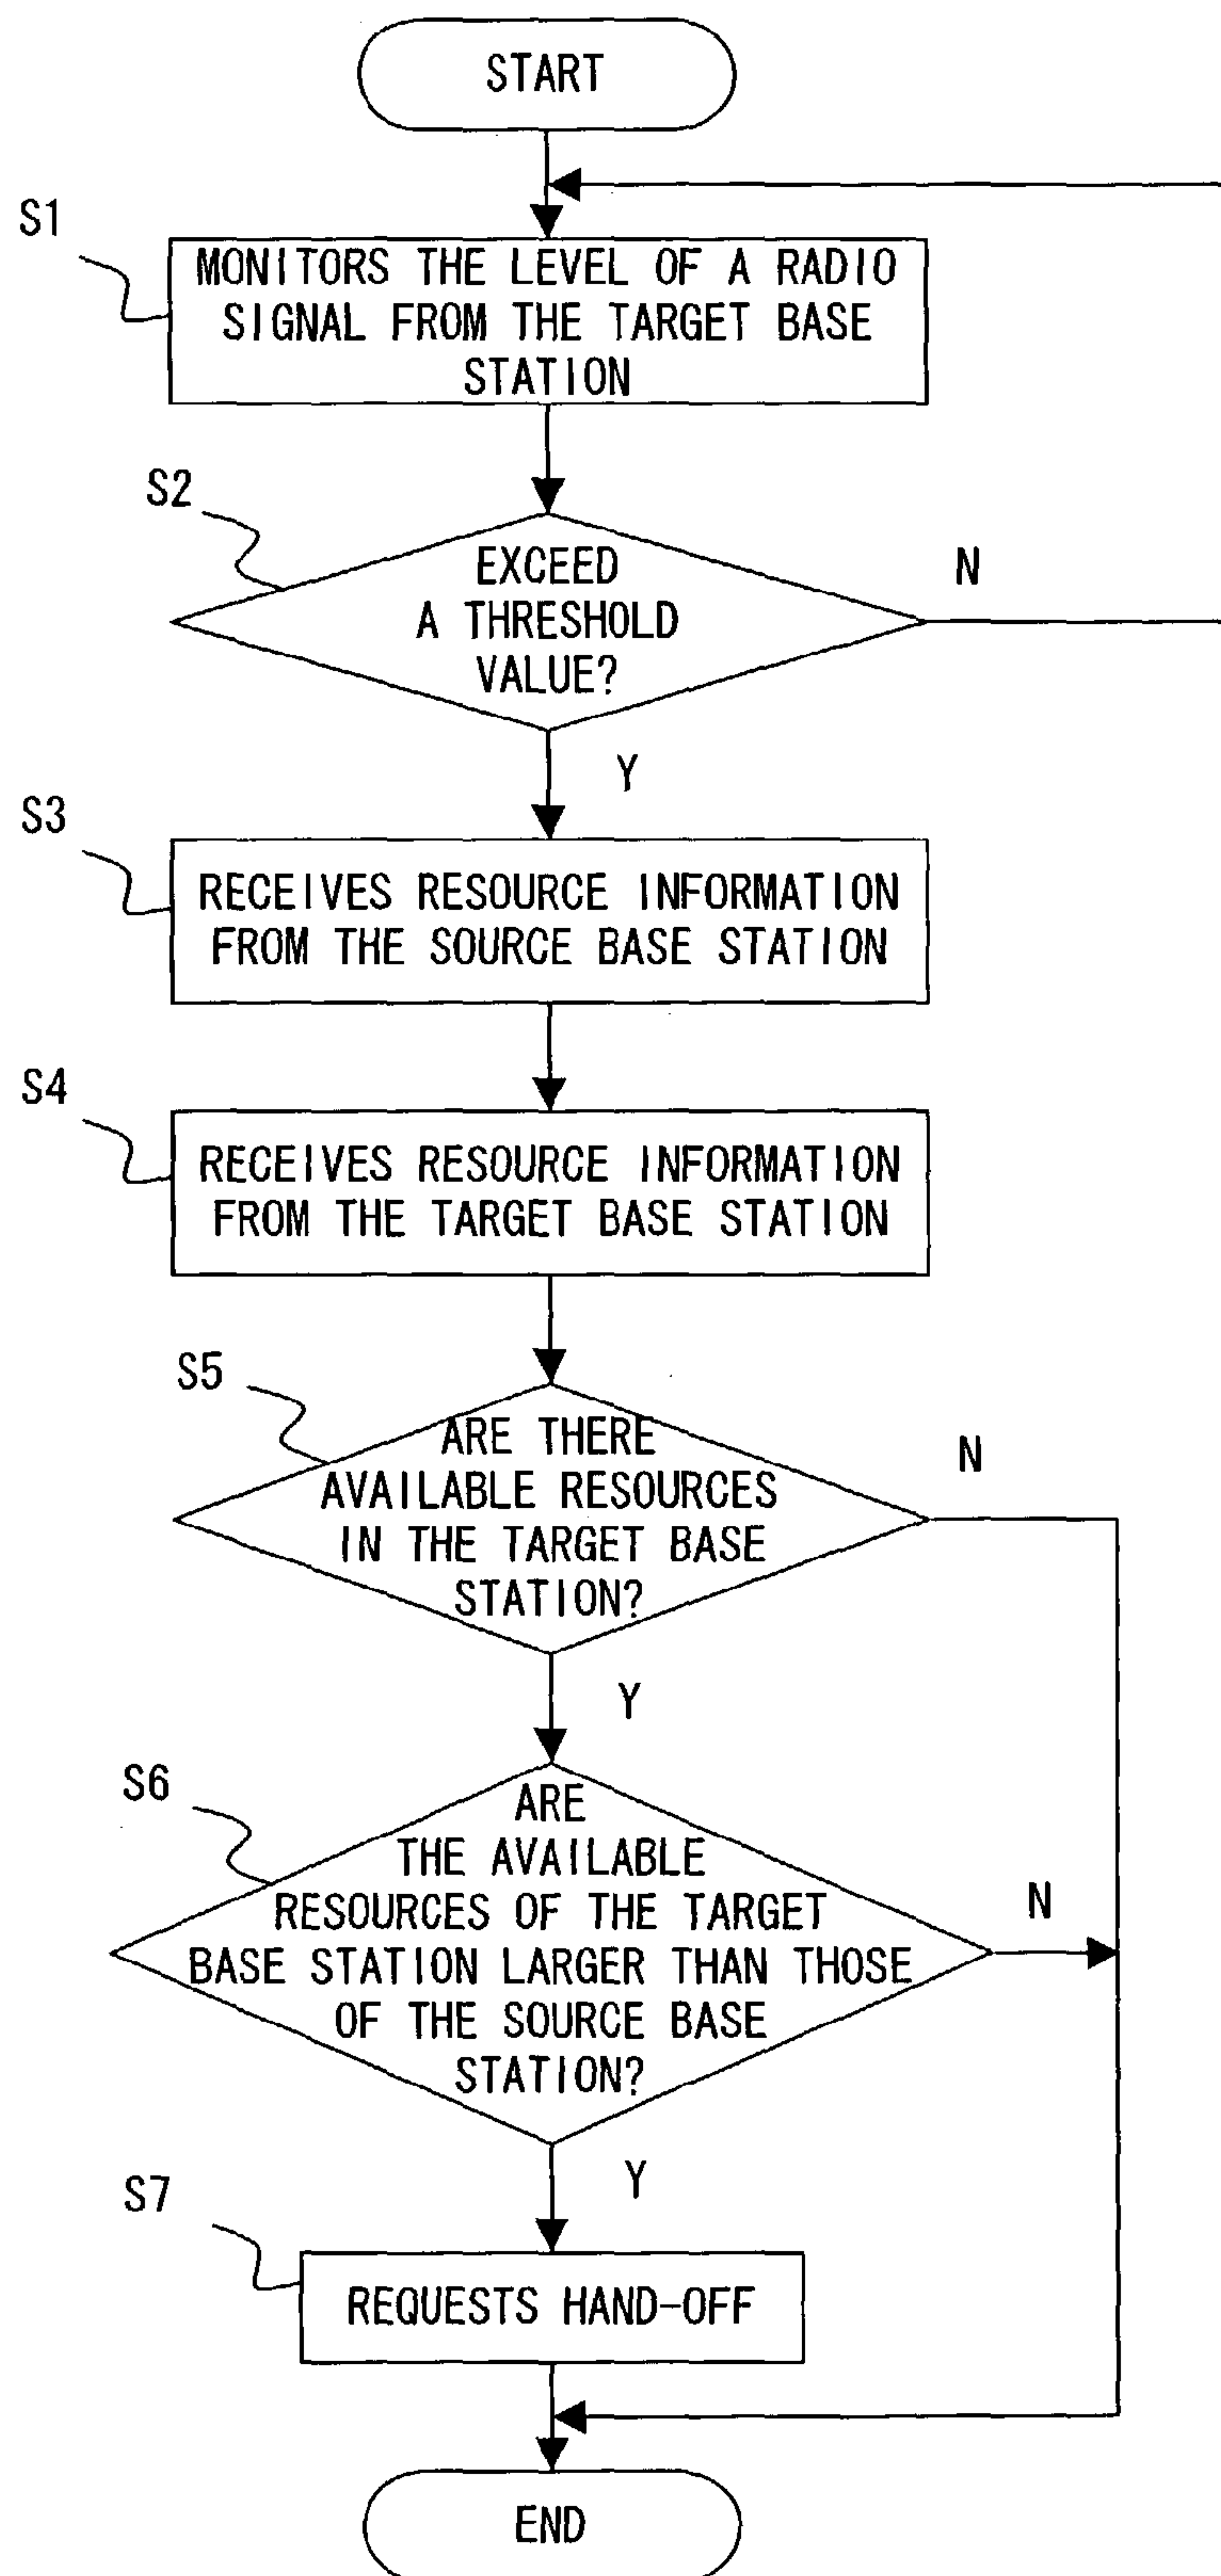 START
S1
MONITORS THE LEVEL OF A RADIO
SIGNAL FROM THE TARGET BASE
STATION
S2
EXCEED
A THRESHOLD
VALUE?
N
Y
S3
RECEIVES RESOURCE INFORMATION
FROM THE SOURCE BASE STATION
S4
RECEIVES RESOURCE INFORMATION
FROM THE TARGET BASE STATION
S5
ARE THERE
AVAILABLE RESOURCES
IN THE TARGET BASE
STATION?
N
Y
S6
ARE
THE AVAILABLE
RESOURCES OF THE TARGET
BASE STATION LARGER THAN THOSE
OF THE SOURCE BASE
STATION?
N
Y
S7
REQUESTS HAND-OFF
END